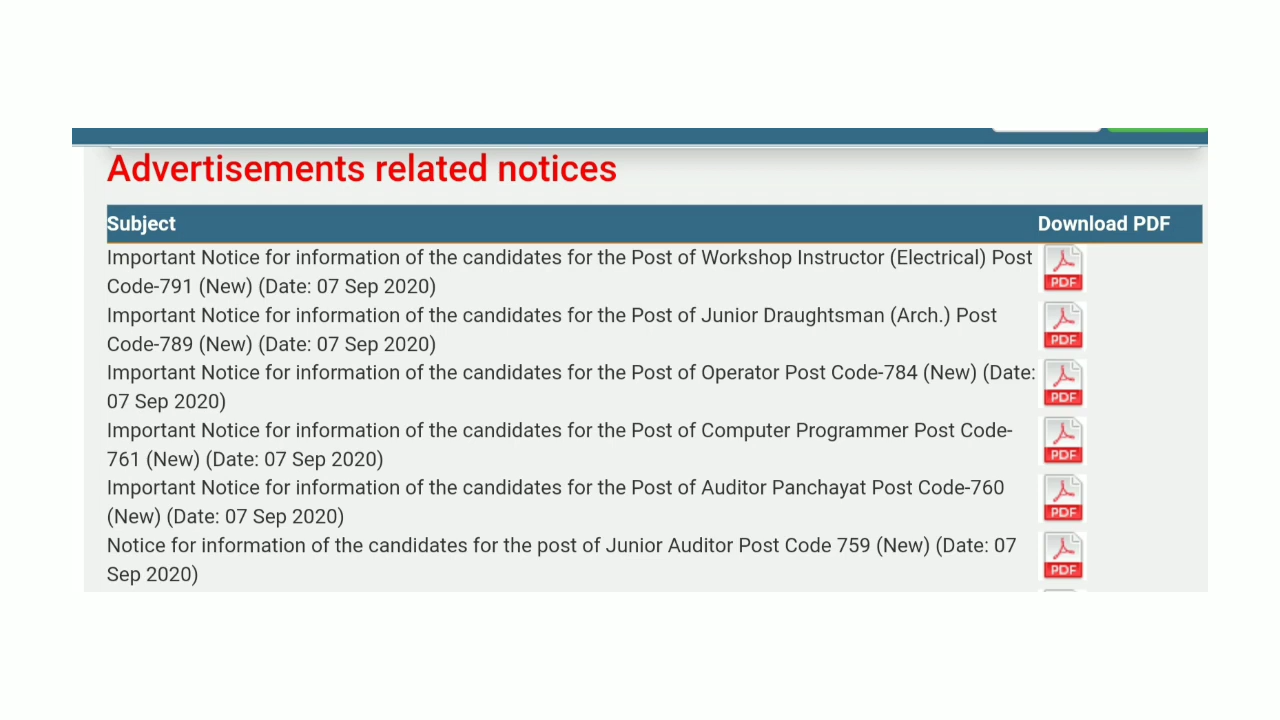 Advertisements related notices
Subject Download PDF
Important Notice for information of the candidates for the Post of Workshop Instructor (Electrical) Post
Code-791 (New) (Date: 07 Sep 2020)
PDF
Important Notice for information of the candidates for the Post of Junior Draughtsman (Arch.) Post
Code-789 (New) (Date: 07 Sep 2020)
PDF
Important Notice for information of the candidates for the Post of Operator Post Code-784 (New) (Date:
07 Sep 2020)
PDF
Important Notice for information of the candidates for the Post of Computer Programmer Post Code-
761 (New) (Date: 07 Sep 2020)
PDF
Important Notice for information of the candidates for the Post of Auditor Panchayat Post Code-760
(New) (Date: 07 Sep 2020)
PDF
Notice for information of the candidates for the post of Junior Auditor Post Code 759 (New) (Date: 07
Sep 2020)
PDF